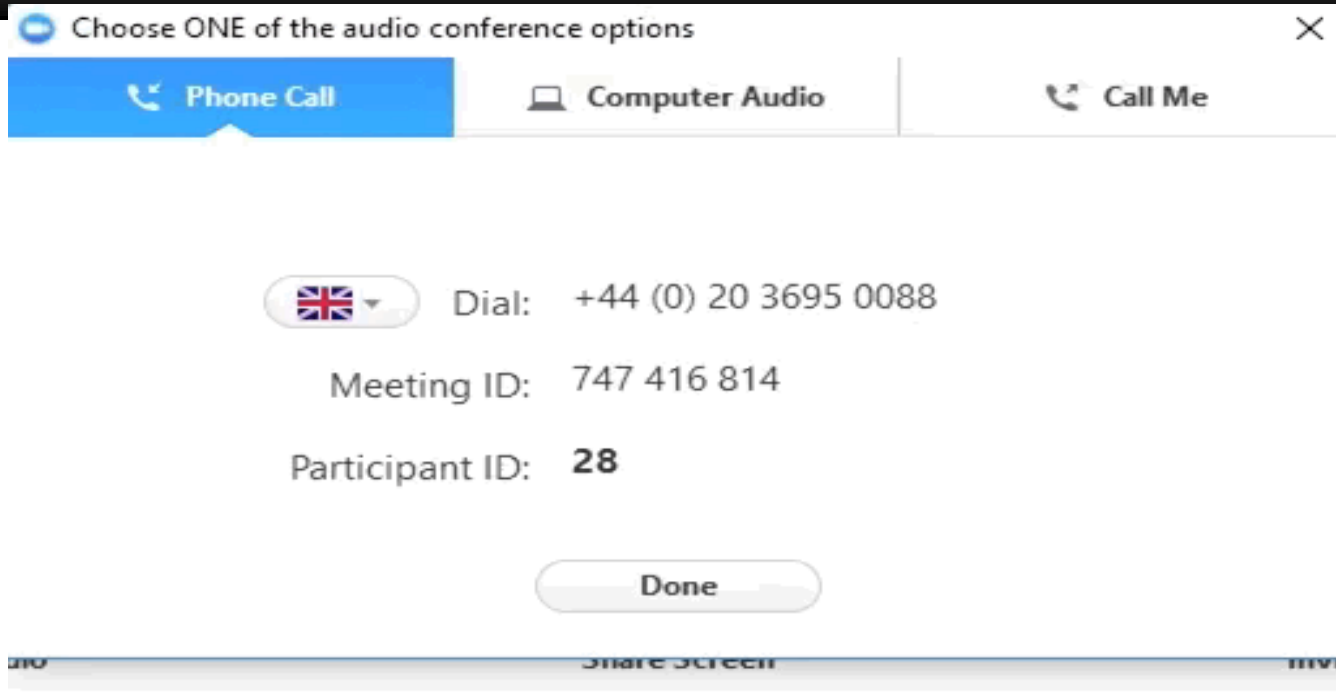 Choose ONE of the audio conference options
Phone Call Computer Audio Call Me
Dial: +44 (0) 20 3695 0088
Meeting ID: 747 416 814
Participant ID: 28
Done
Share Screen